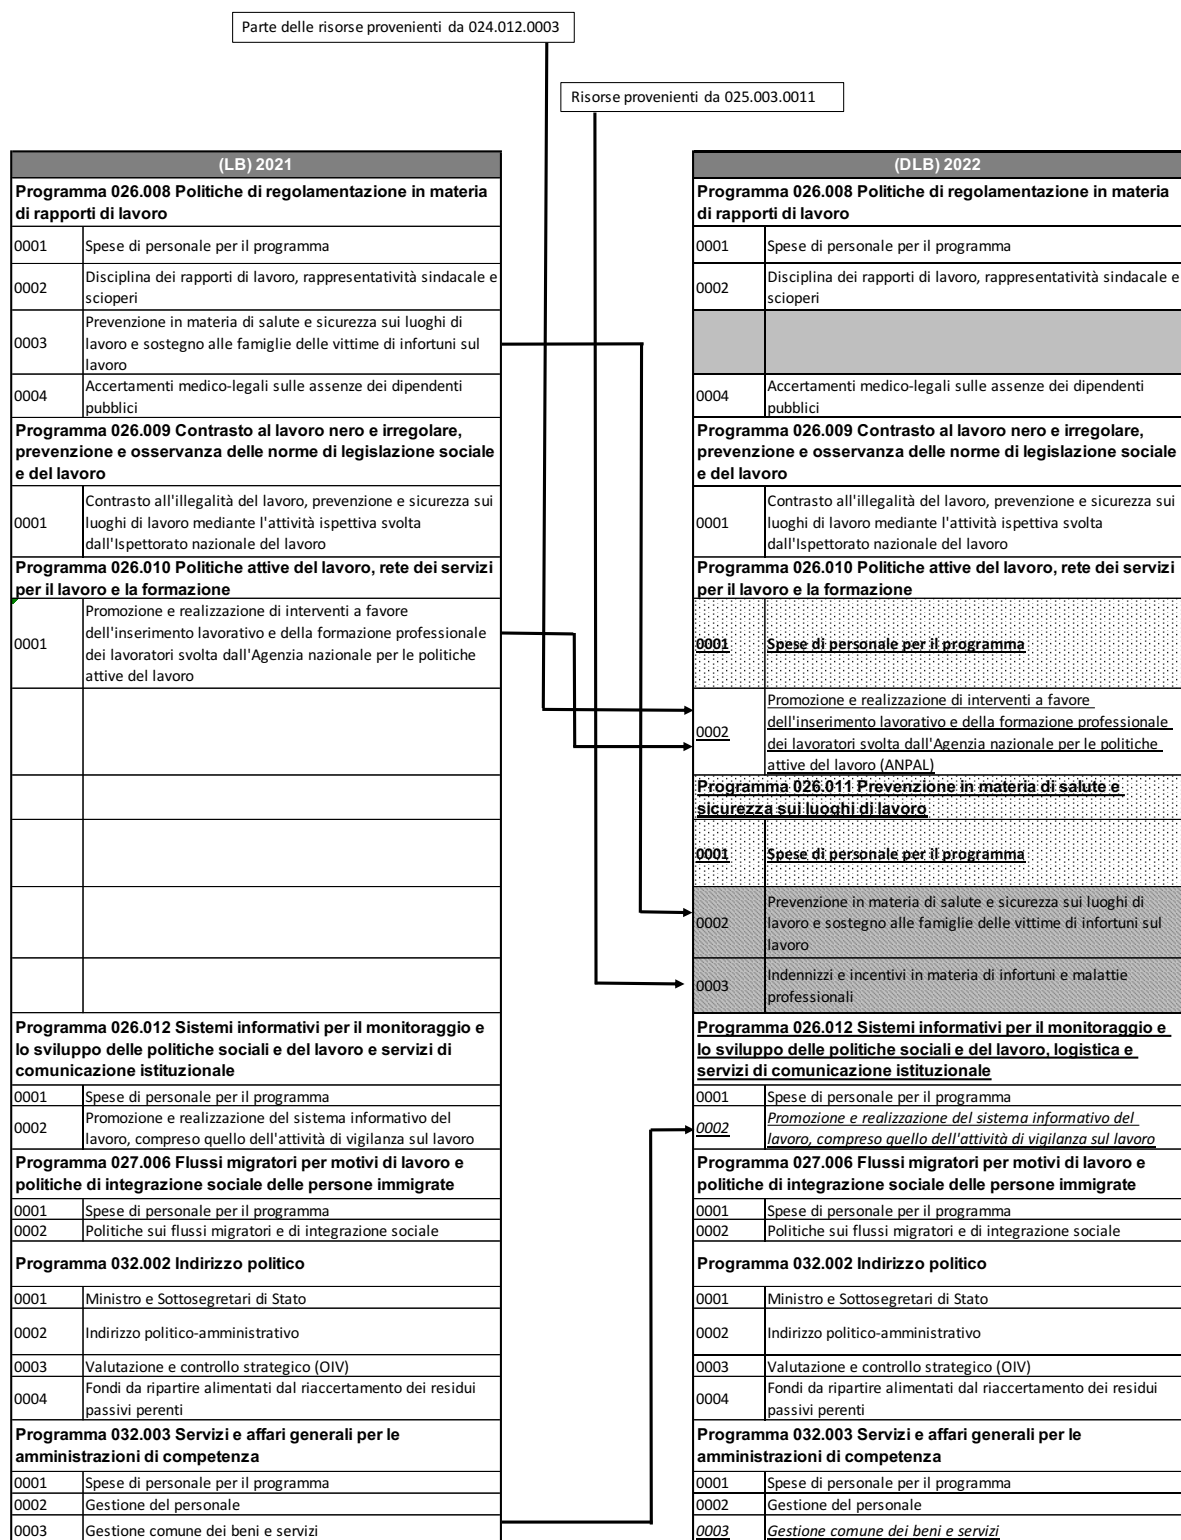 Parte delle risorse provenienti da 024.012.0003
Risorse provenienti da 025.003.0011
(LB) 2021
Programma 026.008 Politiche di regolamentazione in materia
di rapporti di lavoro
0001 Spese di personale per il programma
0002 Disciplina dei rapporti di lavoro, rappresentatività sindacale e
scioperi
0003 Prevenzione in materia di salute e sicurezza sui luoghi di
lavoro e sostegno alle famiglie delle vittime di infortuni sul
lavoro
0004 Accertamenti medico-legali sulle assenze dei dipendenti
pubblici
Programma 026.009 Contrasto al lavoro nero e irregolare,
prevenzione e osservanza delle norme di legislazione sociale
e del lavoro
0001 Contrasto all'illegalità del lavoro, prevenzione e sicurezza sui
luoghi di lavoro mediante l'attività ispettiva svolta
dall'Ispettorato nazionale del lavoro
Programma 026.010 Politiche attive del lavoro, rete dei servizi
per il lavoro e la formazione
0001 Promozione e realizzazione di interventi a favore
dell'inserimento lavorativo e della formazione professionale
dei lavoratori svolta dall'Agenzia nazionale per le politiche
attive del lavoro
Programma 026.012 Sistemi informativi per il monitoraggio e
lo sviluppo delle politiche sociali e del lavoro e servizi di
comunicazione istituzionale
0001 Spese di personale per il programma
0002 Promozione e realizzazione del sistema informativo del
lavoro, compreso quello dell'attività di vigilanza sul lavoro
Programma 027.006 Flussi migratori per motivi di lavoro e
politiche di integrazione sociale delle persone immigrate
0001 Spese di personale per il programma
0002 Politiche sui flussi migratori e di integrazione sociale
Programma 032.002 Indirizzo politico
0001 Ministro e Sottosegretari di Stato
0002 Indirizzo politico-amministrativo
0003 Valutazione e controllo strategico (OIV)
0004 Fondi da ripartire alimentati dal riaccertamento dei residui
passivi perenti
Programma 032.003 Servizi e affari generali per le
amministrazioni di competenza
0001 Spese di personale per il programma
0002 Gestione del personale
0003 Gestione comune dei beni e servizi
(DLB) 2022
Programma 026.008 Politiche di regolamentazione in materia
di rapporti di lavoro
0001 Spese di personale per il programma
0002 Disciplina dei rapporti di lavoro, rappresentatività sindacale e
scioperi
0004 Accertamenti medico-legali sulle assenze dei dipendenti
pubblici
Programma 026.009 Contrasto al lavoro nero e irregolare,
prevenzione e osservanza delle norme di legislazione sociale
e del lavoro
0001 Contrasto all'illegalità del lavoro, prevenzione e sicurezza sui
luoghi di lavoro mediante l'attività ispettiva svolta
dall'Ispettorato nazionale del lavoro
Programma 026.010 Politiche attive del lavoro, rete dei servizi
per il lavoro e la formazione
0001 Spese di personale per il programma
0002 Promozione e realizzazione di interventi a favore
dell'inserimento lavorativo e della formazione professionale
dei lavoratori svolta dall'Agenzia nazionale per le politiche
attive del lavoro (ANPAL)
Programma 026.011 Prevenzione in materia di salute e
sicurezza sui luoghi di lavoro
0001 Spese di personale per il programma
0002 Prevenzione in materia di salute e sicurezza sui luoghi di
lavoro e sostegno alle famiglie delle vittime di infortuni sul
lavoro
0003 Indennizzi e incentivi in materia di infortuni e malattie
professionali
Programma 026.012 Sistemi informativi per il monitoraggio e
lo sviluppo delle politiche sociali e del lavoro, logistica e
servizi di comunicazione istituzionale
0001 Spese di personale per il programma
0002 Promozione e realizzazione del sistema informativo del
lavoro, compreso quello dell'attività di vigilanza sul lavoro
Programma 027.006 Flussi migratori per motivi di lavoro e
politiche di integrazione sociale delle persone immigrate
0001 Spese di personale per il programma
0002 Politiche sui flussi migratori e di integrazione sociale
Programma 032.002 Indirizzo politico
0001 Ministro e Sottosegretari di Stato
0002 Indirizzo politico-amministrativo
0003 Valutazione e controllo strategico (OIV)
0004 Fondi da ripartire alimentati dal riaccertamento dei residui
passivi perenti
Programma 032.003 Servizi e affari generali per le
amministrazioni di competenza
0001 Spese di personale per il programma
0002 Gestione del personale
0003 Gestione comune dei beni e servizi